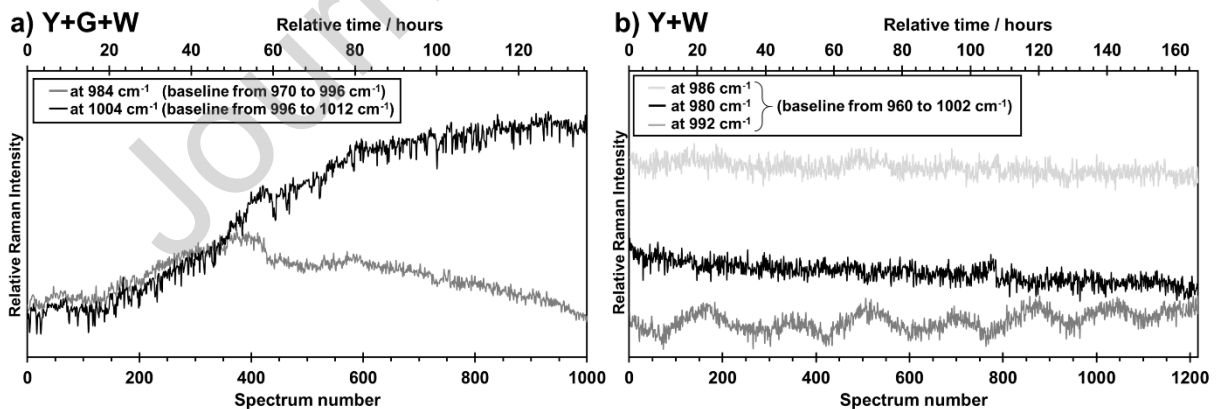 a) Y+G+W
Relative time / hours
0 20 40 60 80 100 120
at 984 cm⁻¹ (baseline from 970 to 996 cm⁻¹)
at 1004 cm⁻¹ (baseline from 996 to 1012 cm⁻¹)
Relative Raman Intensity
0 200 400 600 800 1000
Spectrum number
b) Y+W
Relative time / hours
0 20 40 60 80 100 120 140 160
at 986 cm⁻¹
at 980 cm⁻¹ (baseline from 960 to 1002 cm⁻¹)
at 992 cm⁻¹
Relative Raman Intensity
0 200 400 600 800 1000 1200
Spectrum number
Journ